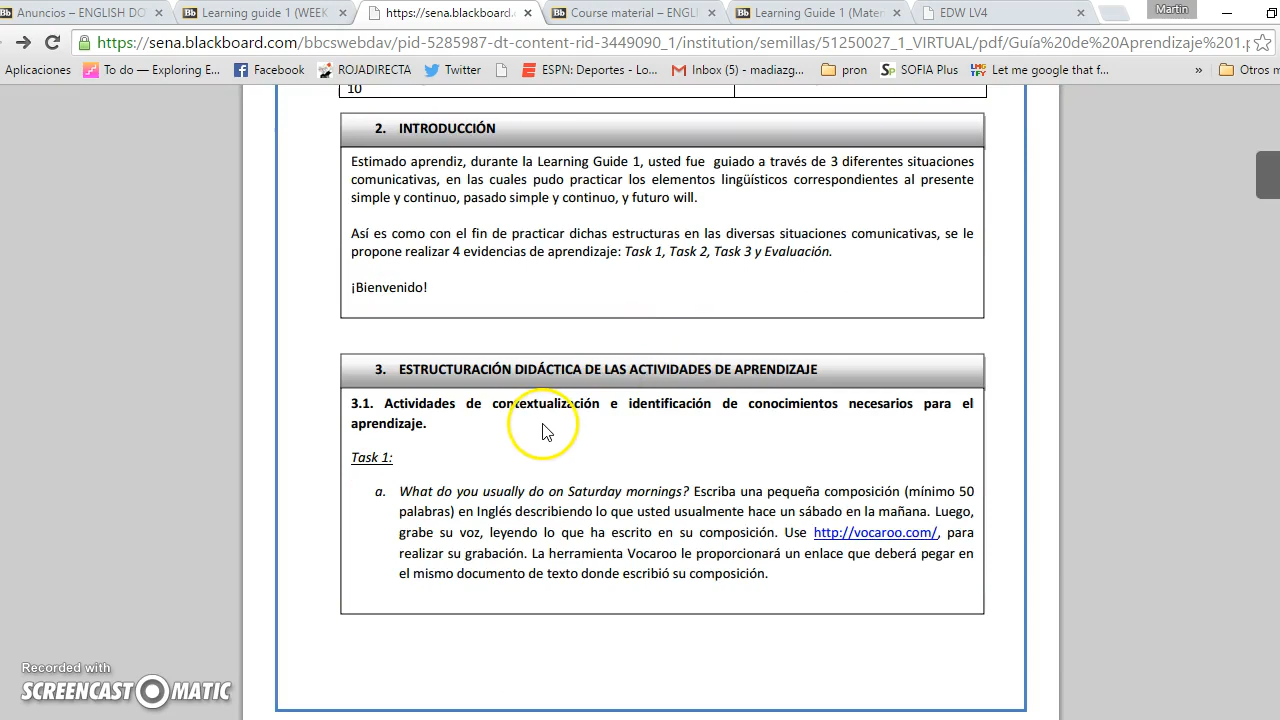 Anuncios – ENGLISH DO
Learning guide 1 (WEEK
https://sena.blackboard.
Course material – ENGL
Learning Guide 1 (Mater
EDW LV4
Martin
https://sena.blackboard.com/bbcswebdav/pid-5285987-dt-content-rid-3449090_1/institution/semillas/51250027_1_VIRTUAL/pdf/Guía%20de%20Aprendizaje%201.p
Aplicaciones
To do — Exploring E...
Facebook
ROJADIRECTA
Twitter
ESPN: Deportes - Lo...
Inbox (5) - madiazg...
pron
SOFIA Plus
Let me google that f...
»
Otros m
10
2. INTRODUCCIÓN
Estimado aprendiz, durante la Learning Guide 1, usted fue guiado a través de 3 diferentes situaciones
comunicativas, en las cuales pudo practicar los elementos lingüísticos correspondientes al presente
simple y continuo, pasado simple y continuo, y futuro will.
Así es como con el fin de practicar dichas estructuras en las diversas situaciones comunicativas, se le
propone realizar 4 evidencias de aprendizaje: Task 1, Task 2, Task 3 y Evaluación.
¡Bienvenido!
3. ESTRUCTURACIÓN DIDÁCTICA DE LAS ACTIVIDADES DE APRENDIZAJE
3.1. Actividades de contextualización e identificación de conocimientos necesarios para el
aprendizaje.
Task 1:
a. What do you usually do on Saturday mornings? Escriba una pequeña composición (mínimo 50
palabras) en Inglés describiendo lo que usted usualmente hace un sábado en la mañana. Luego,
grabe su voz, leyendo lo que ha escrito en su composición. Use http://vocaroo.com/, para
realizar su grabación. La herramienta Vocaroo le proporcionará un enlace que deberá pegar en
el mismo documento de texto donde escribió su composición.
Recorded with
SCREENCAST MATIC